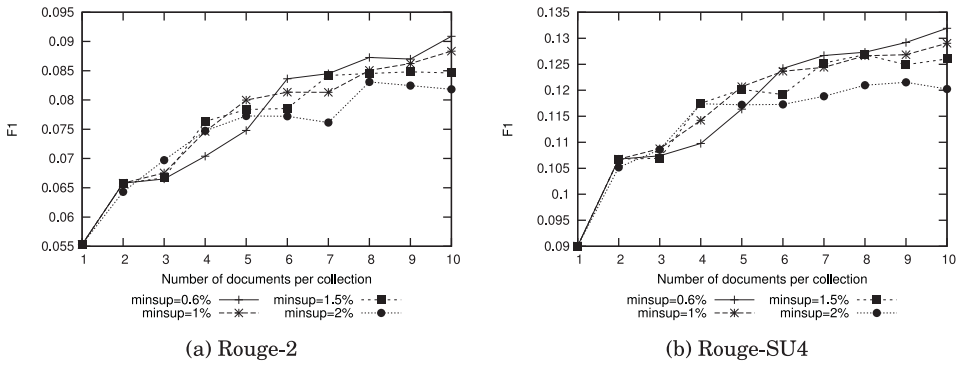 0.095
0.09
0.085
0.08
0.075
0.07
0.065
0.06
0.055
F1
1 2 3 4 5 6 7 8 9 10
Number of documents per collection
minsup=0.6% minsup=1.5%
minsup=1% minsup=2%
(a) Rouge-2
0.135
0.13
0.125
0.12
0.115
0.11
0.105
0.1
0.095
0.09
F1
1 2 3 4 5 6 7 8 9 10
Number of documents per collection
minsup=0.6% minsup=1.5%
minsup=1% minsup=2%
(b) Rouge-SU4